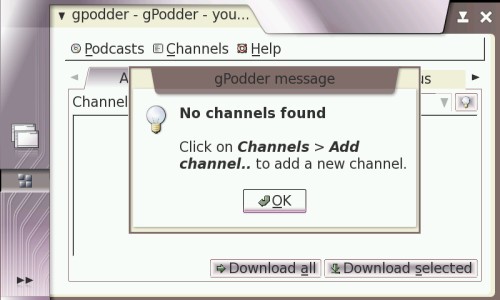 gpodder - gPodder - you...
Podcasts Channels Help
A
us
gPodder message
Channel
No channels found
Click on Channels > Add
channel.. to add a new channel.
OK
Download all Download selected